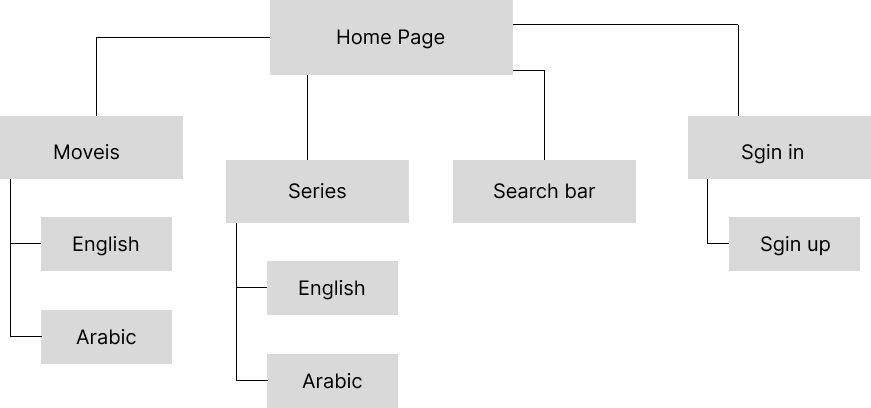 Home Page
Moveis
Series
Search bar
Sgin in
English
Arabic
English
Arabic
Sgin up